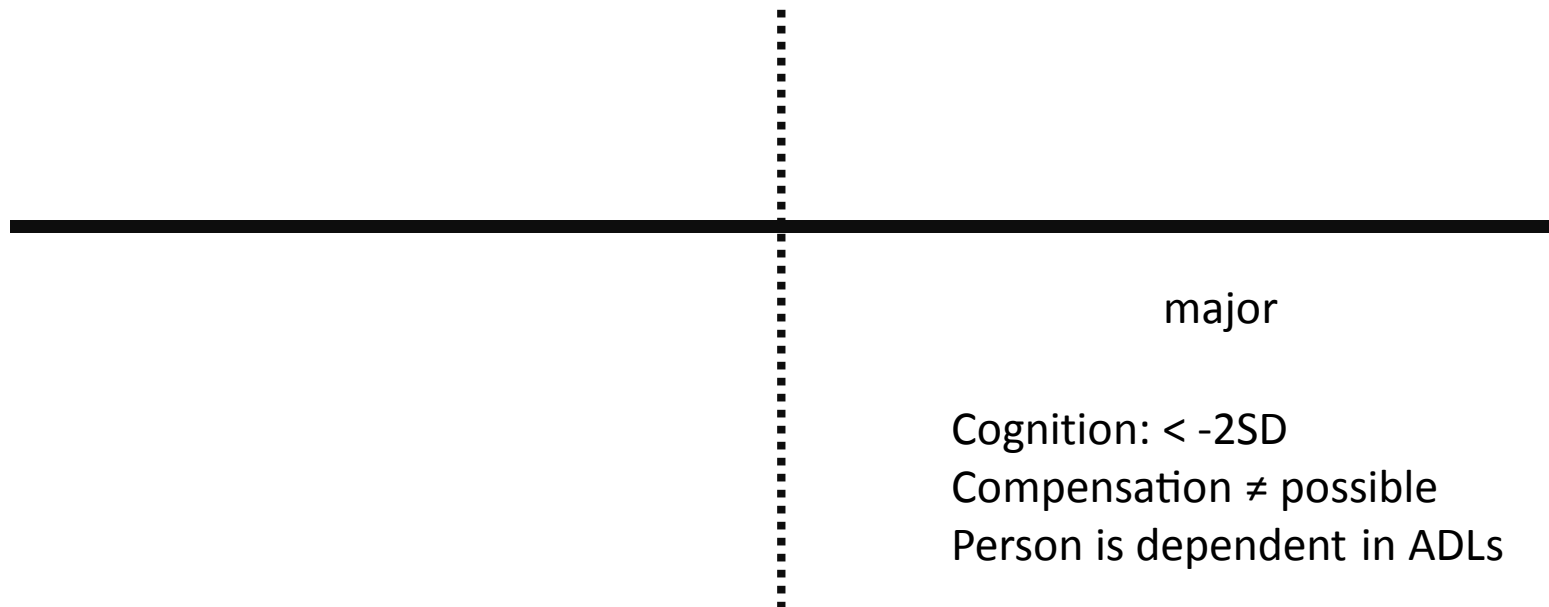 major
Cognition: < -2SD
Compensation ≠ possible
Person is dependent in ADLs